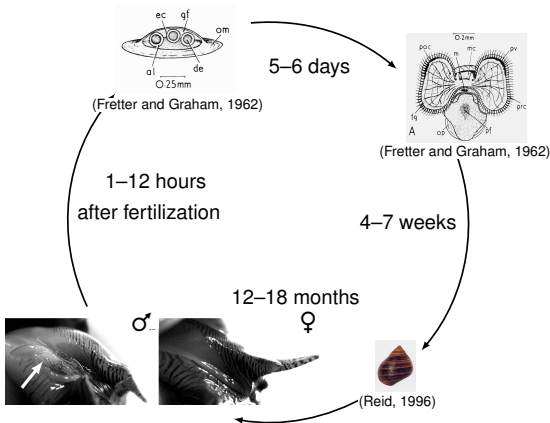 ec gf
om
al de
0·25mm
(Fretter and Graham, 1962)
5–6 days
0·2mm
poc m mc pv
prc
fg
A op pf
(Fretter and Graham, 1962)
1–12 hours
after fertilization
4–7 weeks
12–18 months
♂
♀
(Reid, 1996)